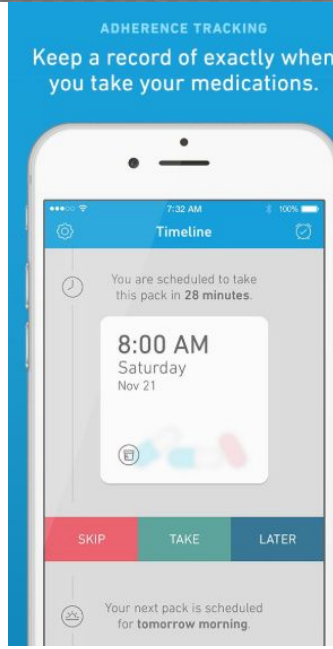 ADHERENCE TRACKING
Keep a record of exactly when
you take your medications.
7:32 AM
100%
Timeline
You are scheduled to take
this pack in 28 minutes.
8:00 AM
Saturday
Nov 21
SKIP
TAKE
LATER
Your next pack is scheduled
for tomorrow morning.